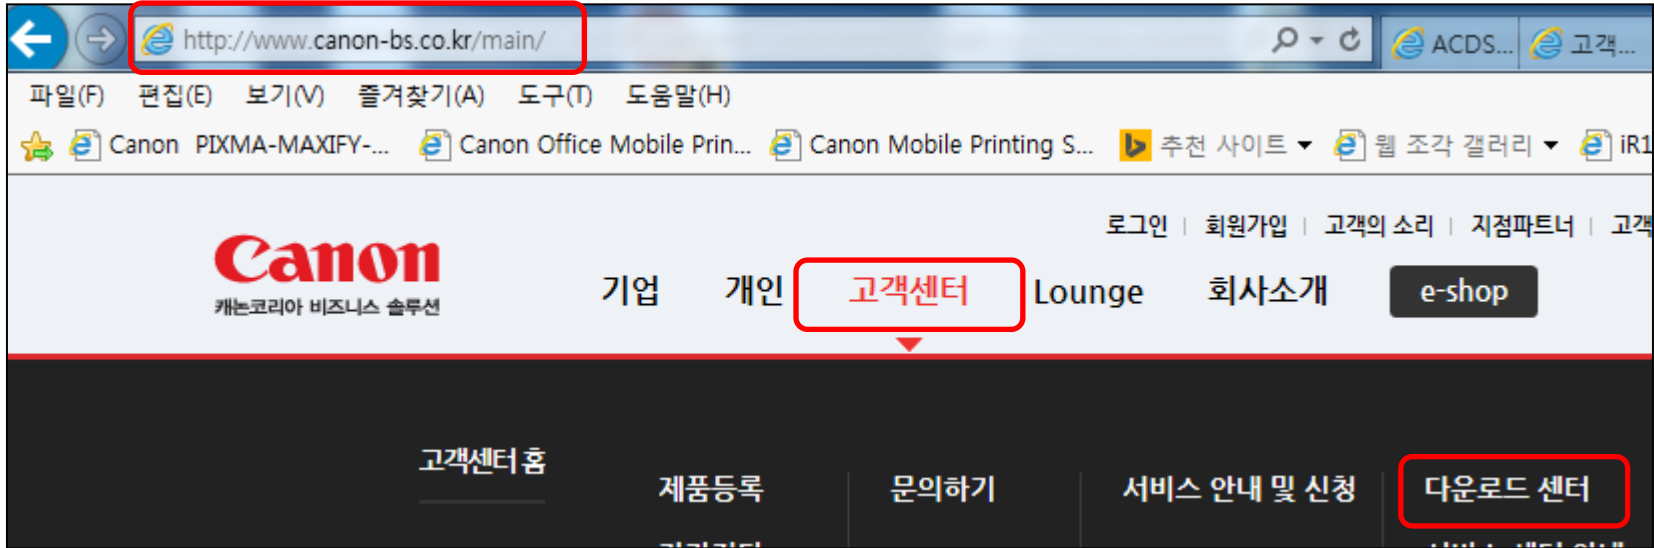 http://www.canon-bs.co.kr/main/ ACDS... 고객...
파일(F) 편집(E) 보기(V) 즐겨찾기(A) 도구(T) 도움말(H)
Canon PIXMA-MAXIFY-... Canon Office Mobile Prin... Canon Mobile Printing S... 추천 사이트 웹 조각 갤러리 iR1
로그인 회원가입 고객의 소리 지점파트너 고객
Canon
캐논코리아 비즈니스 솔루션
기업 개인 고객센터 Lounge 회사소개 e-shop
고객센터 홈
제품등록 문의하기 서비스 안내 및 신청 다운로드 센터